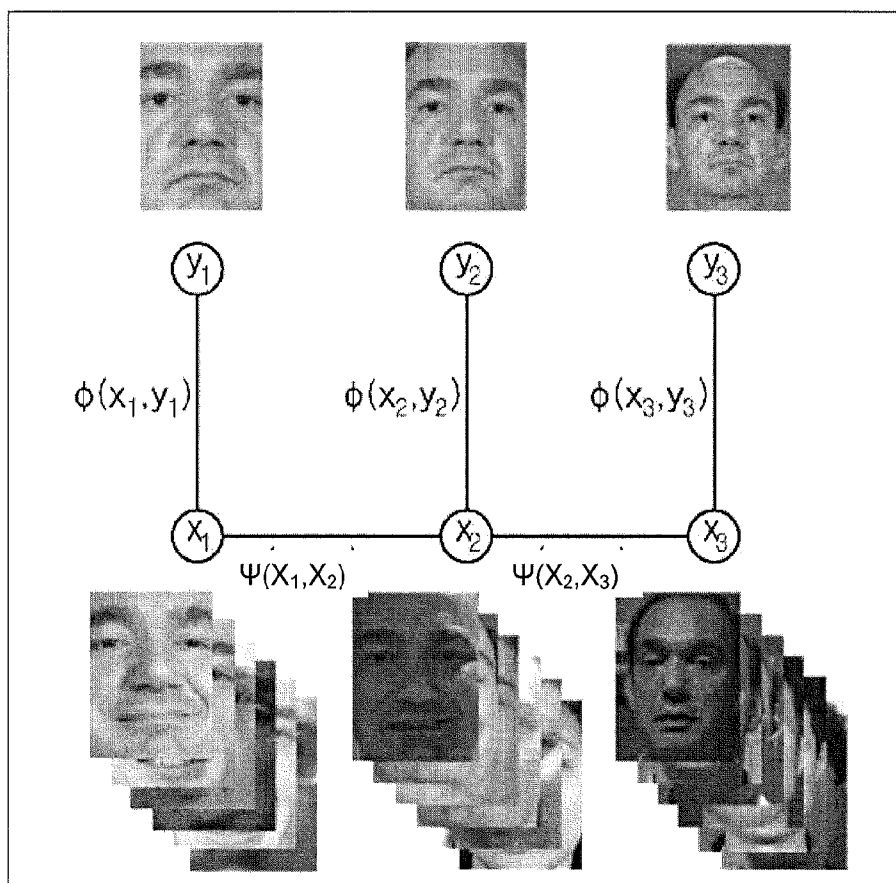 y₁ y₂ y₃
ϕ(x₁,y₁) ϕ(x₂,y₂) ϕ(x₃,y₃)
x₁ x₂ x₃
Ψ(X₁,X₂) Ψ(X₂,X₃)